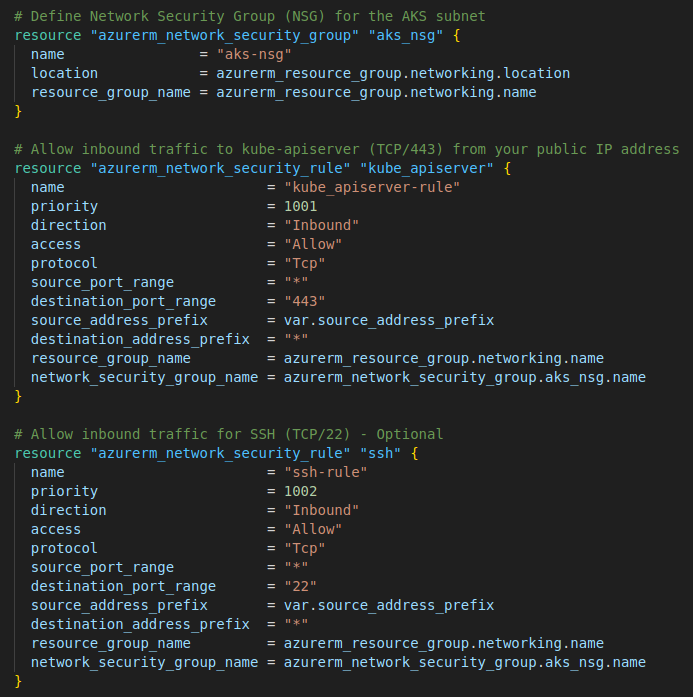 # Define Network Security Group (NSG) for the AKS subnet
resource "azurerm_network_security_group" "aks_nsg" {
  name                = "aks-nsg"
  location            = azurerm_resource_group.networking.location
  resource_group_name = azurerm_resource_group.networking.name
}

# Allow inbound traffic to kube-apiserver (TCP/443) from your public IP address
resource "azurerm_network_security_rule" "kube_apiserver" {
  name                        = "kube_apiserver-rule"
  priority                    = 1001
  direction                   = "Inbound"
  access                      = "Allow"
  protocol                    = "Tcp"
  source_port_range           = "*"
  destination_port_range      = "443"
  source_address_prefix       = var.source_address_prefix
  destination_address_prefix  = "*"
  resource_group_name         = azurerm_resource_group.networking.name
  network_security_group_name = azurerm_network_security_group.aks_nsg.name
}

# Allow inbound traffic for SSH (TCP/22) - Optional
resource "azurerm_network_security_rule" "ssh" {
  name                        = "ssh-rule"
  priority                    = 1002
  direction                   = "Inbound"
  access                      = "Allow"
  protocol                    = "Tcp"
  source_port_range           = "*"
  destination_port_range      = "22"
  source_address_prefix       = var.source_address_prefix
  destination_address_prefix  = "*"
  resource_group_name         = azurerm_resource_group.networking.name
  network_security_group_name = azurerm_network_security_group.aks_nsg.name
}